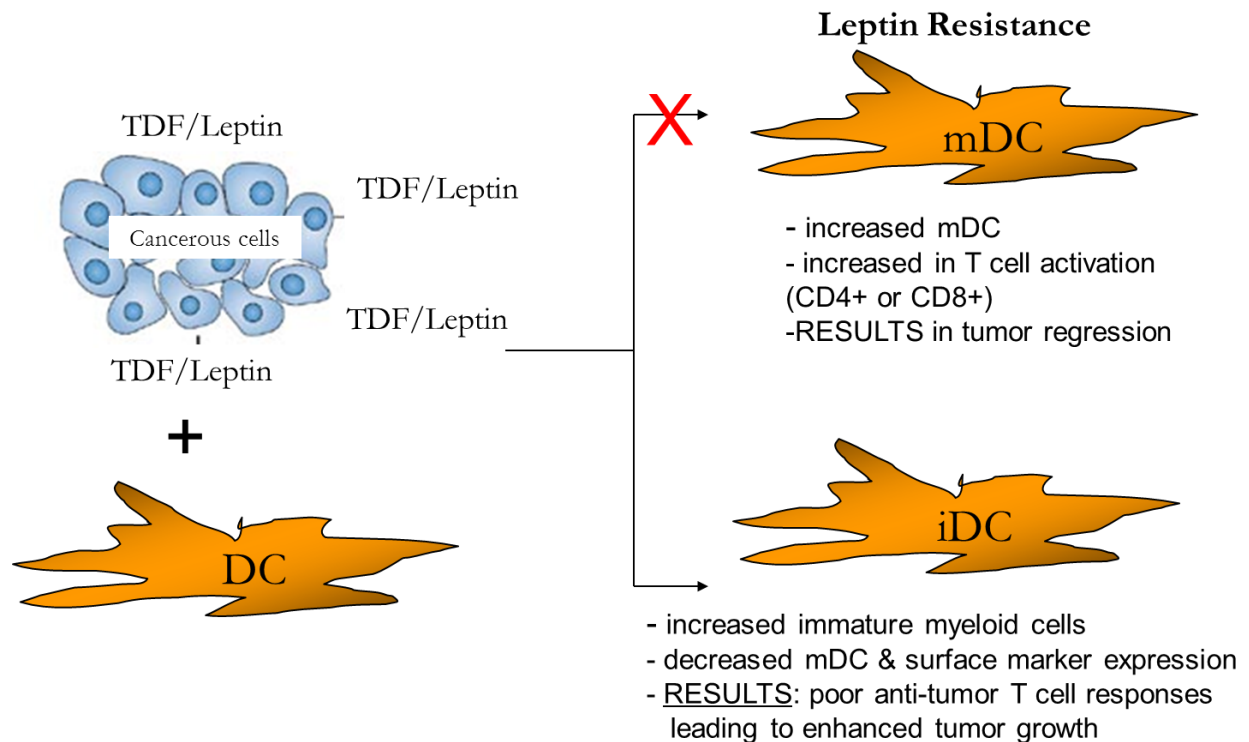 Leptin Resistance
TDF/Leptin
TDF/Leptin
Cancerous cells
TDF/Leptin
TDF/Leptin
+
DC
X
mDC
- increased mDC
- increased in T cell activation
(CD4+ or CD8+)
-RESULTS in tumor regression
iDC
- increased immature myeloid cells
- decreased mDC & surface marker expression
- RESULTS: poor anti-tumor T cell responses
leading to enhanced tumor growth